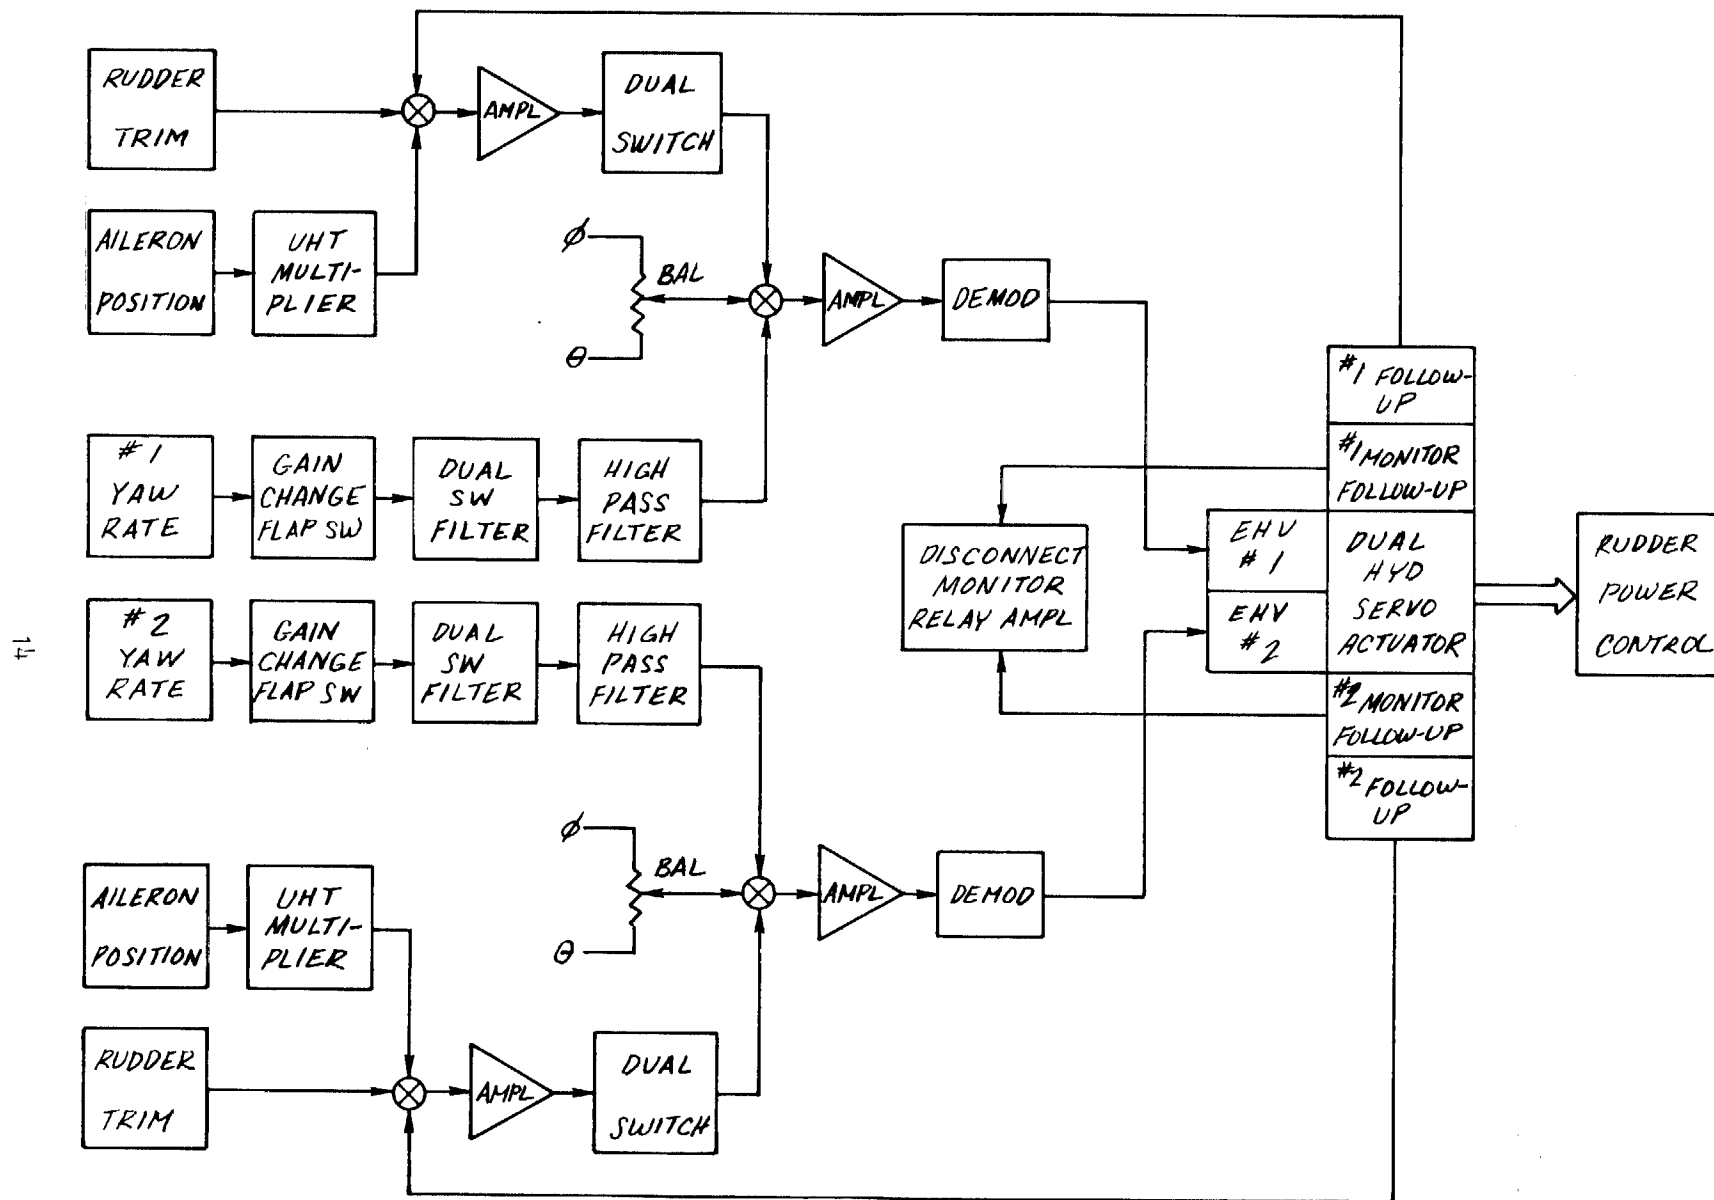 RUDDER
TRIM
AMPL
DUAL
SWITCH
AILERON
POSITION
UHT
MULTI-
PLIER
φ
BAL
θ
AMPL
DEMOD
#1 FOLLOW-
UP
#1 MONITOR
FOLLOW-UP
#1
YAW
RATE
GAIN
CHANGE
FLAP SW
DUAL
SW
FILTER
HIGH
PASS
FILTER
DISCONNECT
MONITOR
RELAY AMPL
EHV
#1
DUAL
HYD
SERVO
ACTUATOR
RUDDER
POWER
CONTROL
EHV
#2
#2
YAW
RATE
GAIN
CHANGE
FLAP SW
DUAL
SW
FILTER
HIGH
PASS
FILTER
14
#2 MONITOR
FOLLOW-UP
#2 FOLLOW-
UP
φ
BAL
θ
AMPL
DEMOD
AILERON
POSITION
UHT
MULTI-
PLIER
RUDDER
TRIM
AMPL
DUAL
SWITCH